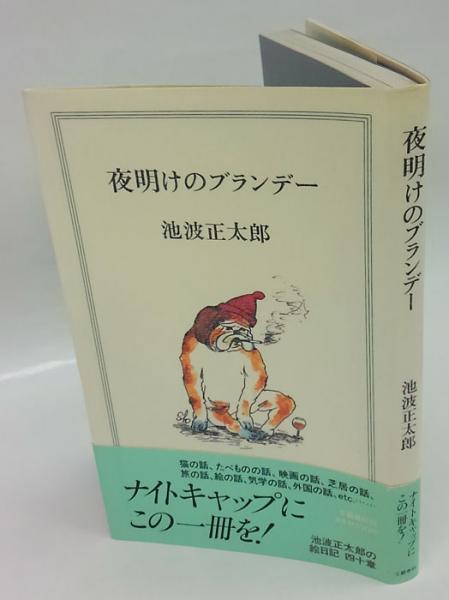 夜明けのブランデー
池波正太郎
猫の話、たべものの話、映画の話、芝居の話、
旅の話、絵の話、気学の話、外国の話、etc.……
ナイトキャップに
この一冊を!
池波正太郎の
絵日記 四十章
夜明けのブランデー
池波正太郎
ナイトキャップに
この一冊を!
文藝春秋